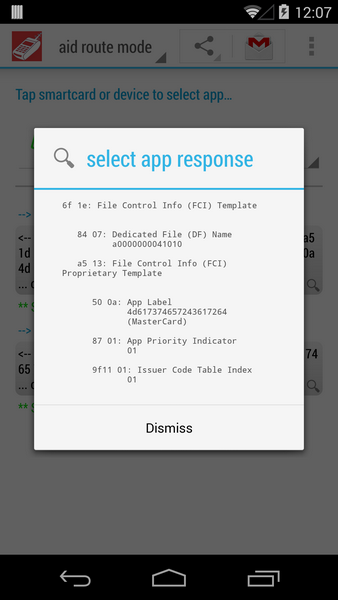 12:07
aid route mode
Tap smartcard or device to select app...
select app response
6f 1e: File Control Info (FCI) Template
84 07: Dedicated File (DF) Name
a0000000041010
a5 13: File Control Info (FCI)
Proprietary Template
50 0a: App Label
4d617374657243617264
(MasterCard)
87 01: App Priority Indicator
01
9f11 01: Issuer Code Table Index
01
-->
<-- a5
1d 0a
4d
** S
-->
<-- 74
65
** S
Dismiss